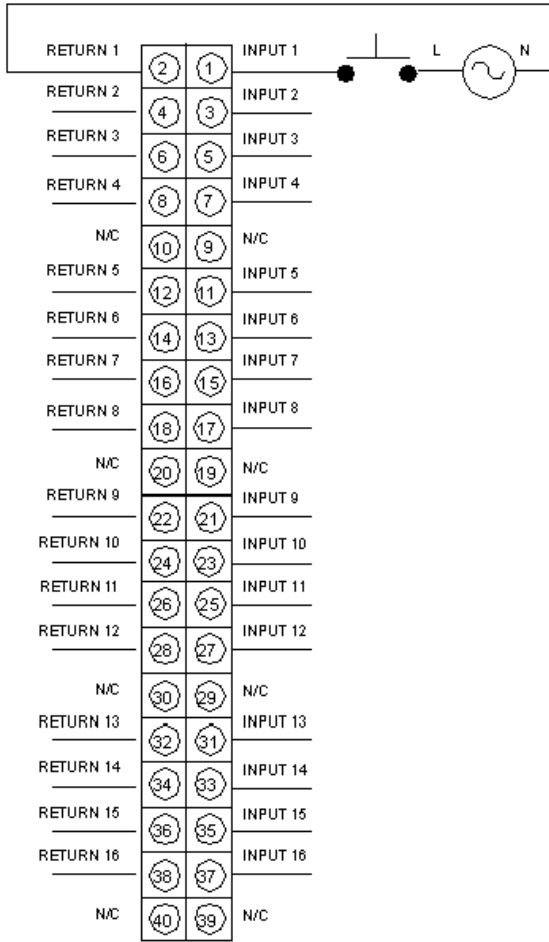 RETURN 1 2 1 INPUT 1 L N
RETURN 2 4 3 INPUT 2
RETURN 3 6 5 INPUT 3
RETURN 4 8 7 INPUT 4
N/C 10 9 N/C
RETURN 5 12 11 INPUT 5
RETURN 6 14 13 INPUT 6
RETURN 7 16 15 INPUT 7
RETURN 8 18 17 INPUT 8
N/C 20 19 N/C
RETURN 9 22 21 INPUT 9
RETURN 10 24 23 INPUT 10
RETURN 11 26 25 INPUT 11
RETURN 12 28 27 INPUT 12
N/C 30 29 N/C
RETURN 13 32 31 INPUT 13
RETURN 14 34 33 INPUT 14
RETURN 15 36 35 INPUT 15
RETURN 16 38 37 INPUT 16
N/C 40 39 N/C